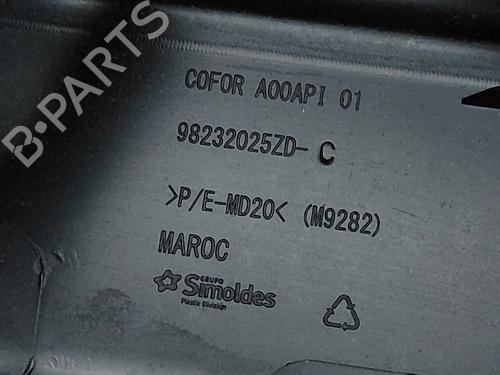 B-PARTS
COFOR A00API 01
98232025ZD- C
>P/E-MD20< (M9282)
MAROC
GRUPO
Simoldes
Plastic Division